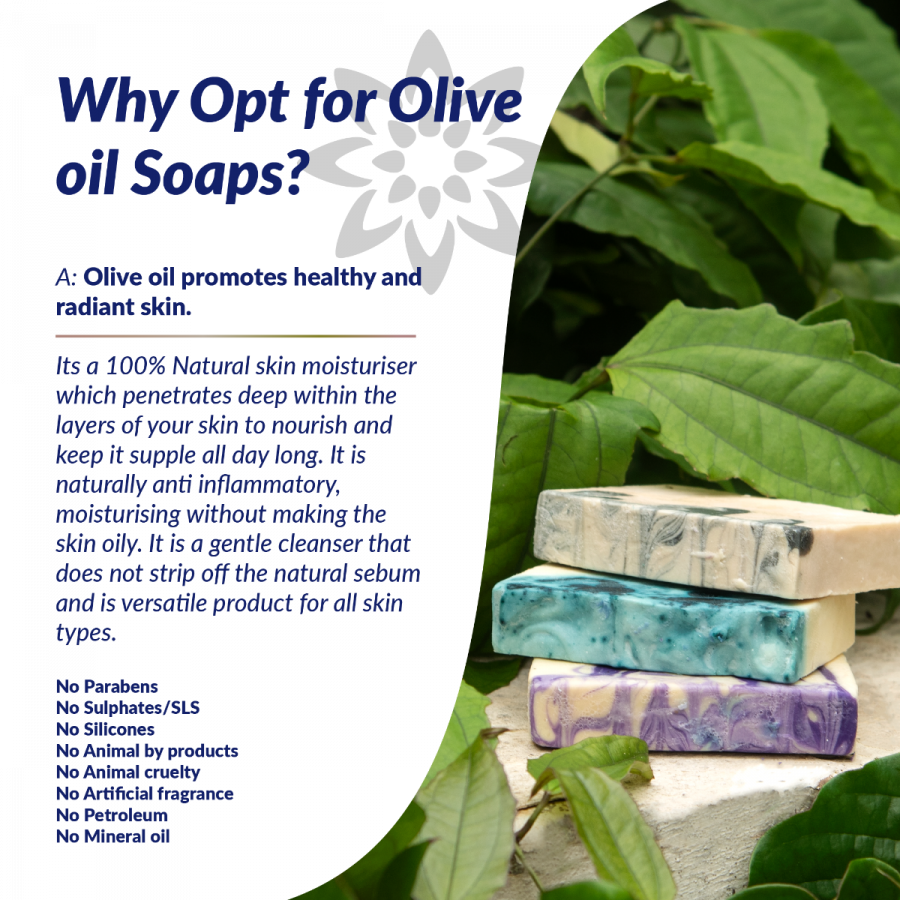 Why Opt for Olive
oil Soaps?
A: Olive oil promotes healthy and
radiant skin.
Its a 100% Natural skin moisturiser
which penetrates deep within the
layers of your skin to nourish and
keep it supple all day long. It is
naturally anti inflammatory,
moisturising without making the
skin oily. It is a gentle cleanser that
does not strip off the natural sebum
and is versatile product for all skin
types.
No Parabens
No Sulphates/SLS
No Silicones
No Animal by products
No Animal cruelty
No Artificial fragrance
No Petroleum
No Mineral oil